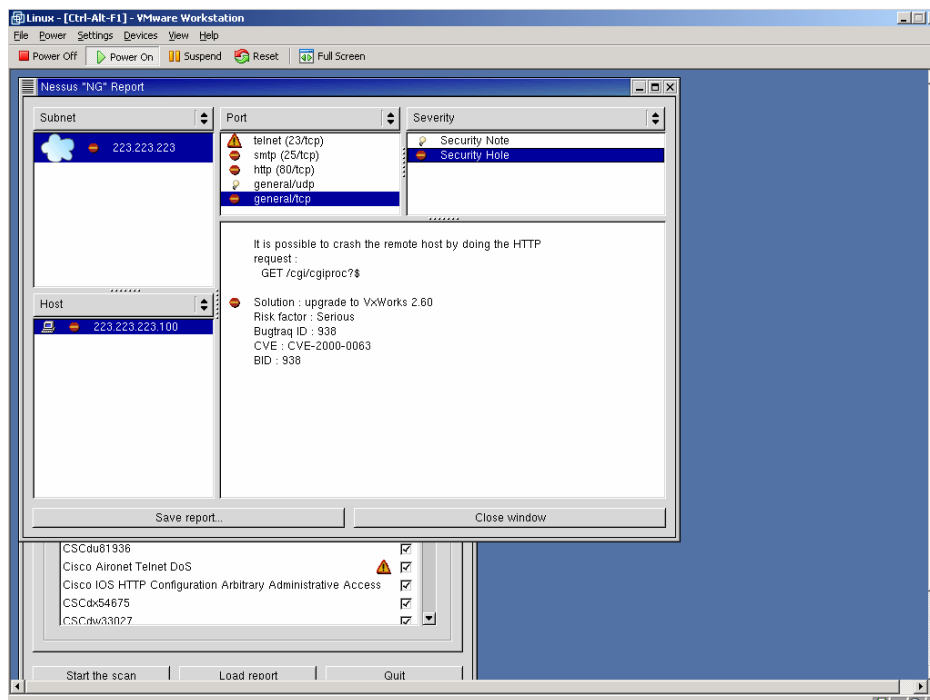 Linux - [Ctrl-Alt-F1] - VMware Workstation
File Power Settings Devices View Help
Power Off Power On Suspend Reset Full Screen
Nessus "NG" Report
Subnet
223.223.223
Port
telnet (23/tcp)
smtp (25/tcp)
http (80/tcp)
general/udp
general/tcp
Severity
Security Note
Security Hole
Host
223.223.223.100
It is possible to crash the remote host by doing the HTTP
request :
GET /cgi/cgiproc?$
Solution : upgrade to VxWorks 2.60
Risk factor : Serious
Bugtraq ID : 938
CVE : CVE-2000-0063
BID : 938
Save report...
Close window
CSCdu81936
Cisco Aironet Telnet DoS
Cisco IOS HTTP Configuration Arbitrary Administrative Access
CSCdx54675
CSCdw33027
Start the scan
Load report
Quit